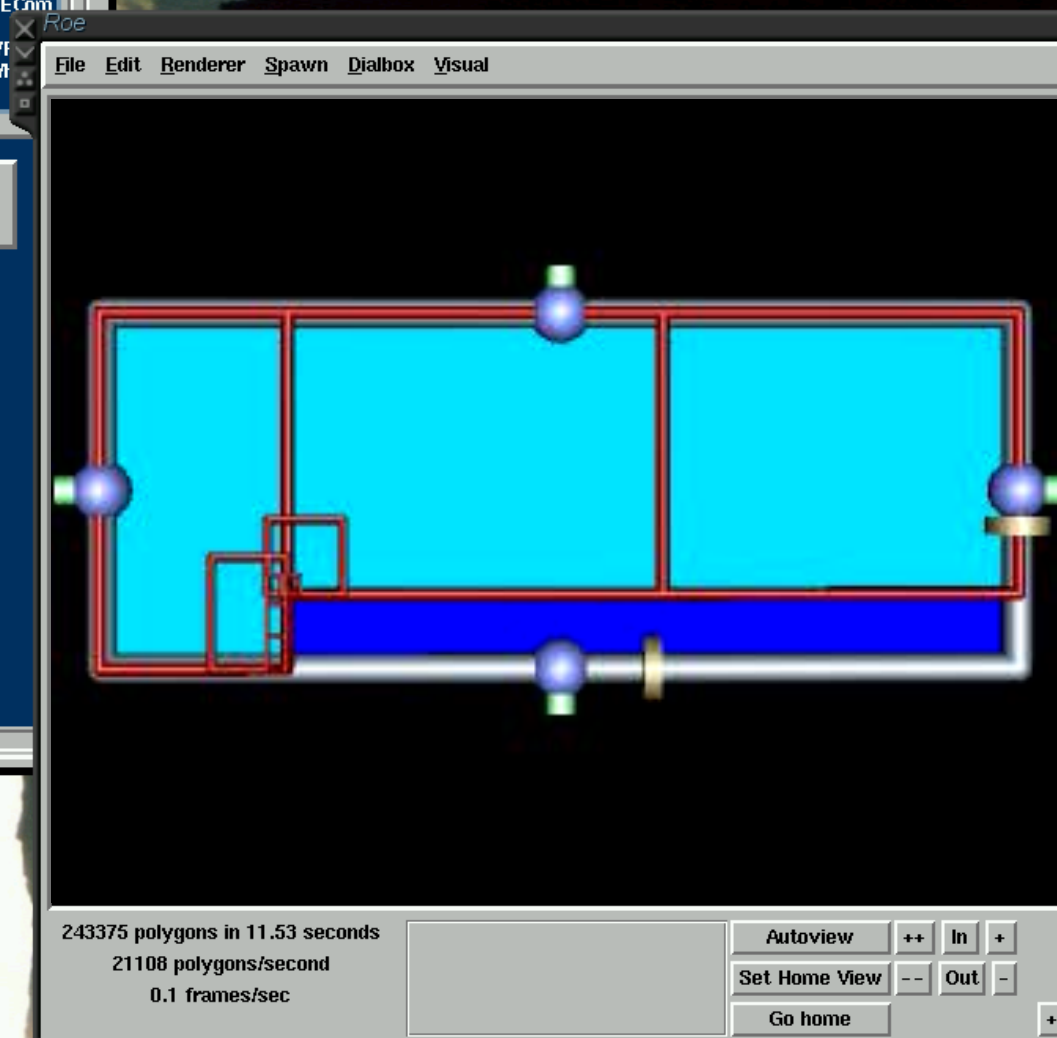 ECom
Roe
File Edit Renderer Spawn Dialbox Visual
243375 polygons in 11.53 seconds
21108 polygons/second
0.1 frames/sec
Autoview ++ In +
Set Home View -- Out -
Go home +